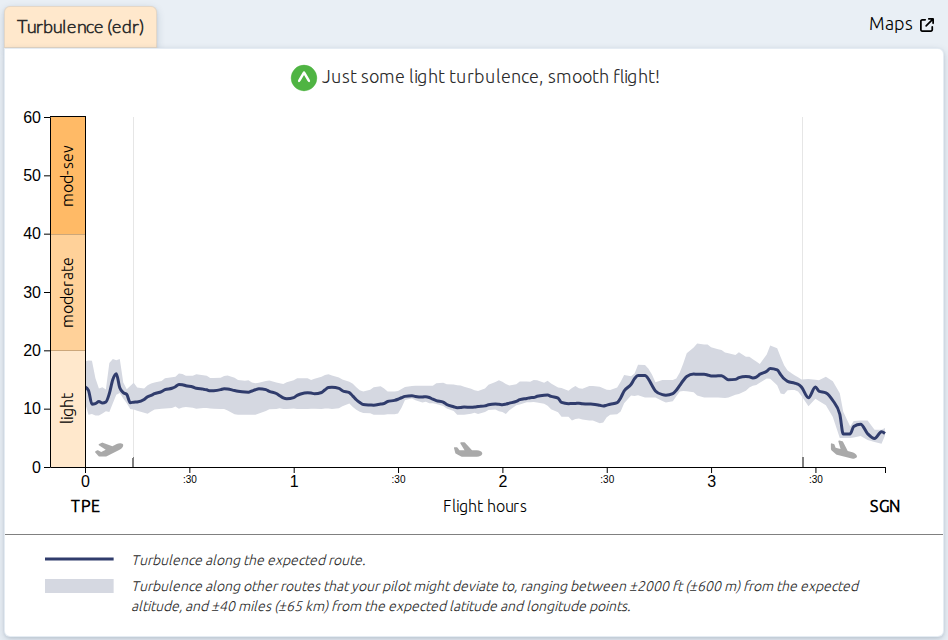 Turbulence (edr)
Maps
Just some light turbulence, smooth flight!
60
50
40
30
20
10
0
mod-sev
moderate
light
0 :30 1 :30 2 :30 3 :30
TPE Flight hours SGN
Turbulence along the expected route.
Turbulence along other routes that your pilot might deviate to, ranging between ±2000 ft (±600 m) from the expected
altitude, and ±40 miles (±65 km) from the expected latitude and longitude points.